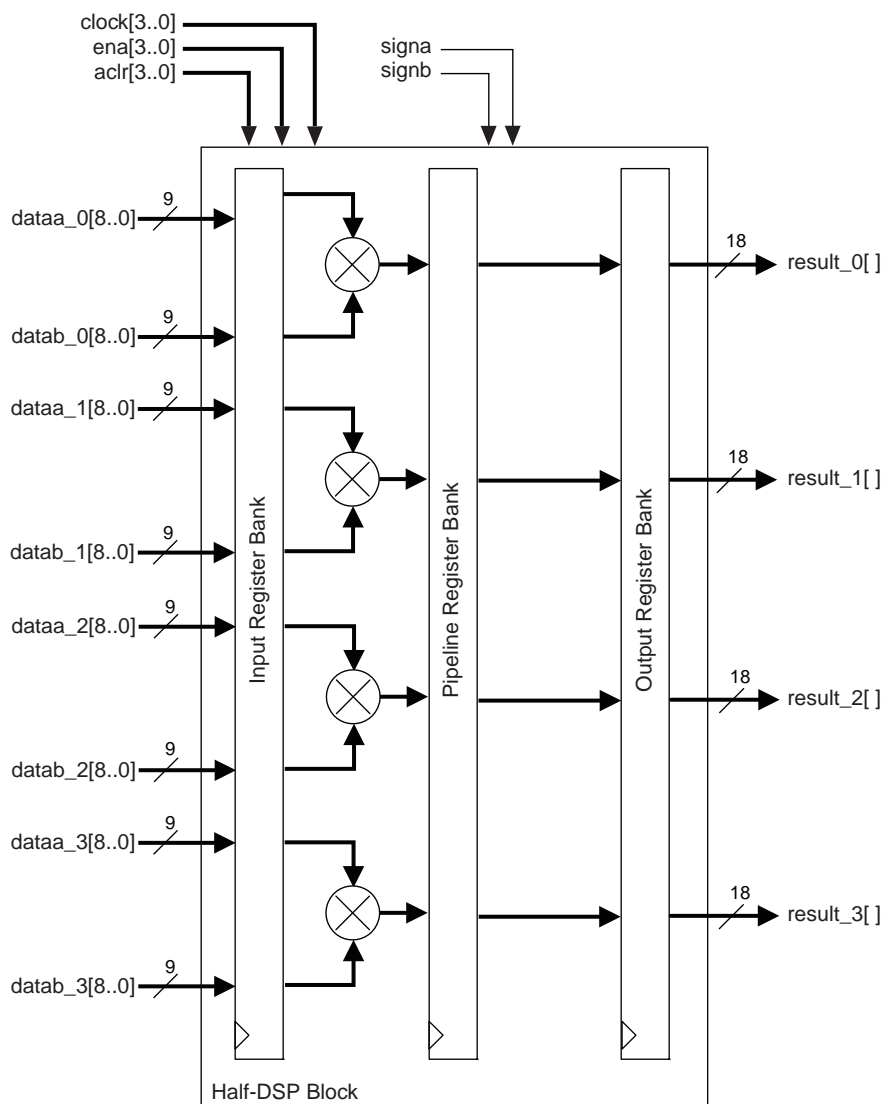 clock[3..0]
ena[3..0]
aclr[3..0]
signa
signb
dataa_0[8..0]
9
datab_0[8..0]
9
dataa_1[8..0]
9
datab_1[8..0]
9
dataa_2[8..0]
9
datab_2[8..0]
9
dataa_3[8..0]
9
datab_3[8..0]
9
Input Register Bank
Pipeline Register Bank
Output Register Bank
18
result_0[ ]
18
result_1[ ]
18
result_2[ ]
18
result_3[ ]
Half-DSP Block